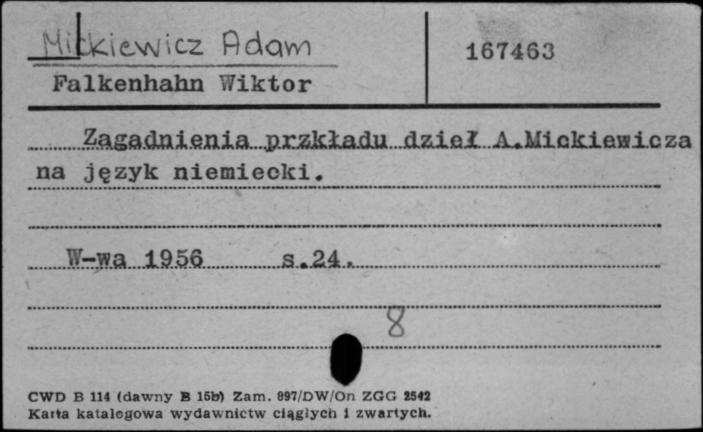 Mickiewicz Adam
167463
Falkenhahn Wiktor
Zagadnienia przkładu dzieł A.Mickiewicza
na język niemiecki.
W-wa 1956 s.24.
8
CWD B 114 (dawny B 15b) Zam. 897/DW/On ZGG 2542
Karta katalogowa wydawnictw ciągłych i zwartych.